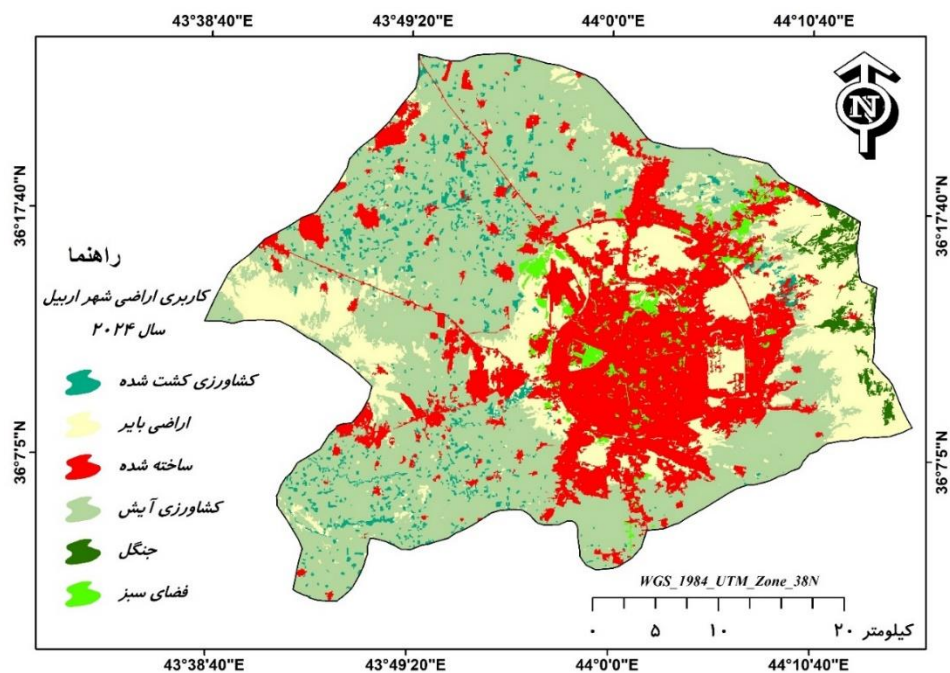 43°38'40"E 43°49'20"E 44°0'0"E 44°10'40"E
N
36°17'40"N 36°17'40"N
راهنما
کاربری اراضی شهر اربیل
سال ۲۰۲۴
کشاورزی کشت شده
اراضی بایر
ساخته شده
کشاورزی آیش
جنگل
فضای سبز
36°7'5"N 36°7'5"N
WGS_1984_UTM_Zone_38N
۰ ۵ ۱۰ ۲۰ کیلومتر
43°38'40"E 43°49'20"E 44°0'0"E 44°10'40"E